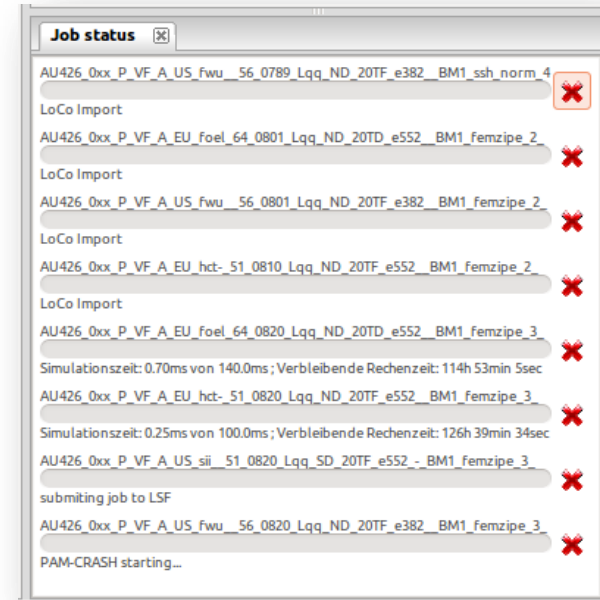 Job status
AU426_0xx_P_VF_A_US_fwu__56_0789_Lqq_ND_20TF_e382__BM1_ssh_norm_4
LoCo Import
AU426_0xx_P_VF_A_EU_foel_64_0801_Lqq_ND_20TD_e552__BM1_femzipe_2_
LoCo Import
AU426_0xx_P_VF_A_US_fwu__56_0801_Lqq_ND_20TF_e382__BM1_femzipe_2_
LoCo Import
AU426_0xx_P_VF_A_EU_hct-_51_0810_Lqq_ND_20TF_e552__BM1_femzipe_2_
LoCo Import
AU426_0xx_P_VF_A_EU_foel_64_0820_Lqq_ND_20TD_e552__BM1_femzipe_3_
Simulationszeit: 0.70ms von 140.0ms ; Verbleibende Rechenzeit: 114h 53min 5sec
AU426_0xx_P_VF_A_EU_hct-_51_0820_Lqq_ND_20TF_e552__BM1_femzipe_3_
Simulationszeit: 0.25ms von 100.0ms ; Verbleibende Rechenzeit: 126h 39min 34sec
AU426_0xx_P_VF_A_US_sii__51_0820_Lqq_SD_20TF_e552_-_BM1_femzipe_3_
submiting job to LSF
AU426_0xx_P_VF_A_US_fwu__56_0820_Lqq_ND_20TF_e382__BM1_femzipe_3_
PAM-CRASH starting...